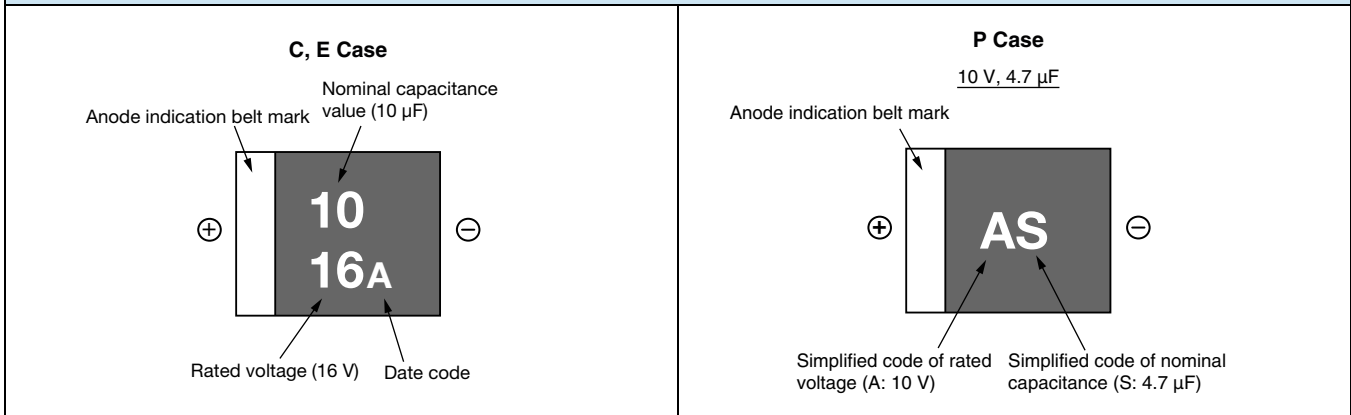 C, E Case
Nominal capacitance
value (10 µF)
Anode indication belt mark
⊕
10
16A
⊖
Rated voltage (16 V)
Date code
P Case
10 V, 4.7 µF
Anode indication belt mark
⊕
AS
⊖
Simplified code of rated
voltage (A: 10 V)
Simplified code of nominal
capacitance (S: 4.7 µF)